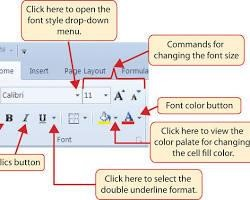 Click here to open the
font style drop-down
menu.
Commands for
changing the font size
ome Insert Page Layout Formula
Calibri 11 A A
Font color button
I U A
Font
Click here to view the
color palate for changing
the cell fill color.
lics button
Click here to select the
double underline format.